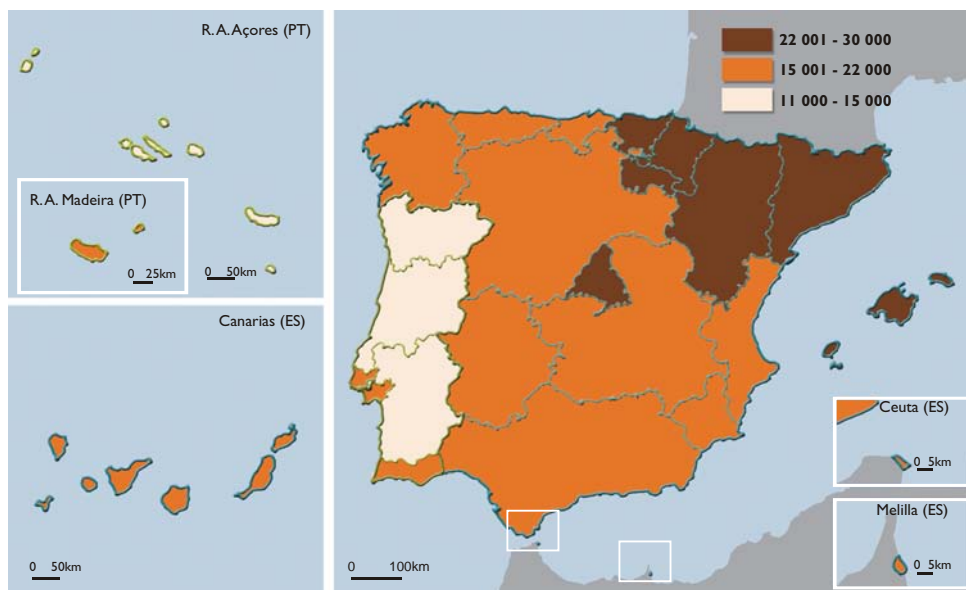 R. A. Açores (PT)
R. A. Madeira (PT)
0 25km
0 50km
Canarias (ES)
0 50km
22 001 - 30 000
15 001 - 22 000
11 000 - 15 000
Ceuta (ES)
0 5km
Melilla (ES)
0 5km
0 100km